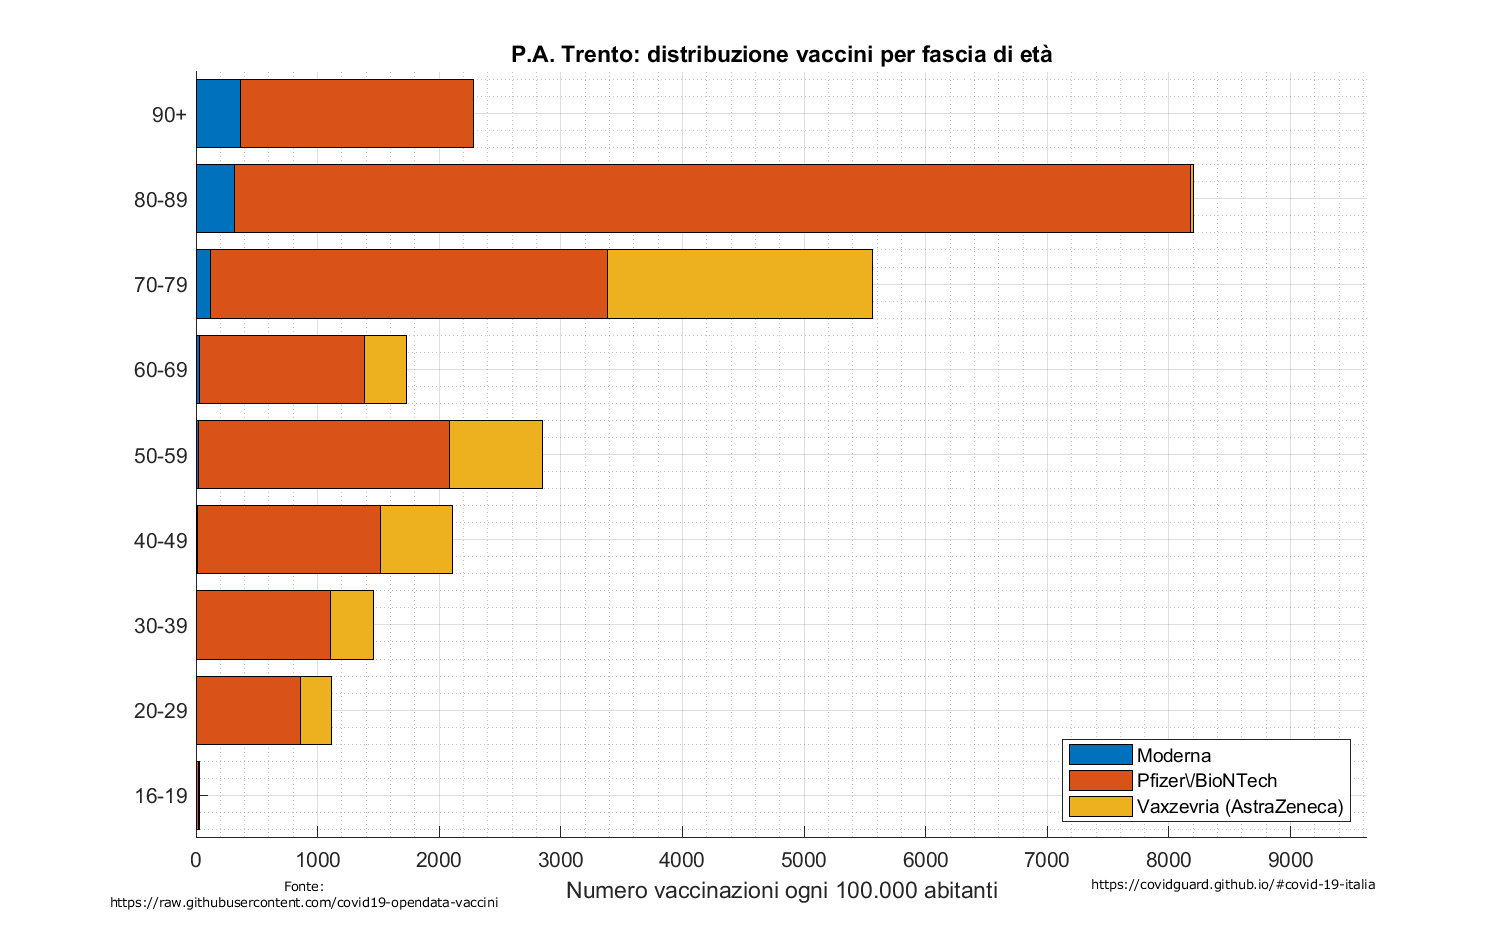 P.A. Trento: distribuzione vaccini per fascia di età
90+
80-89
70-79
60-69
50-59
40-49
30-39
20-29
16-19
Moderna
Pfizer\/BioNTech
Vaxzevria (AstraZeneca)
0 1000 2000 3000 4000 5000 6000 7000 8000 9000
Numero vaccinazioni ogni 100.000 abitanti
Fonte:
https://raw.githubusercontent.com/covid19-opendata-vaccini
https://covidguard.github.io/#covid-19-italia